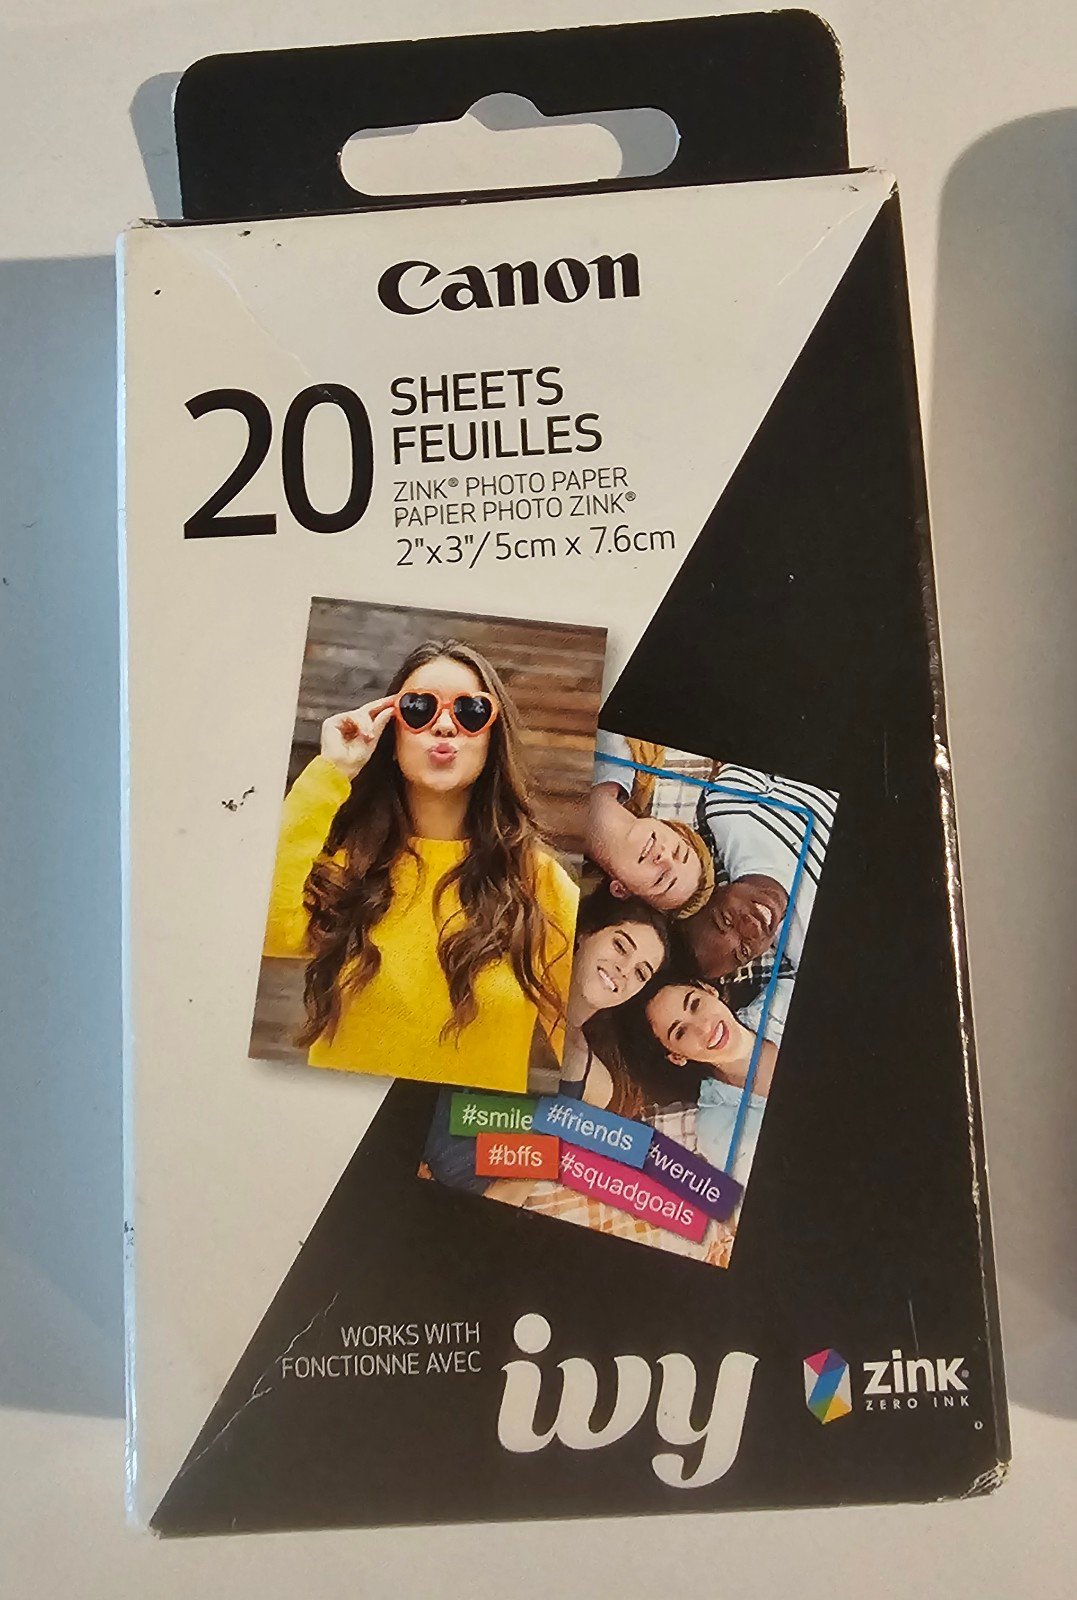 Canon
20
SHEETS
FEUILLES
ZINK® PHOTO PAPER
PAPIER PHOTO ZINK®
2"x3"/5cm x 7.6cm
#smile #friends
#bffs #squadgoals #werule
WORKS WITH
FONCTIONNE AVEC
ivy
zink®
ZERO INK